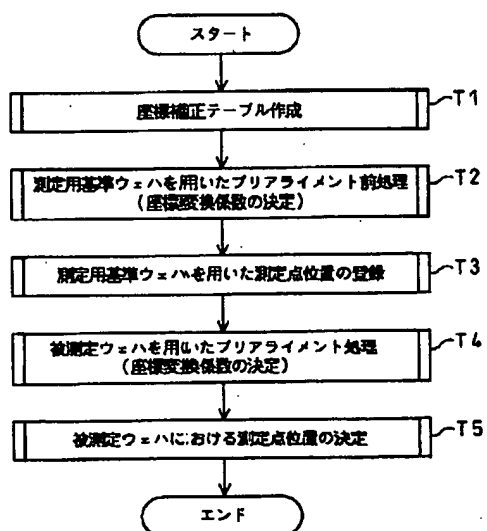 スタート
座標補正テーブル作成
T1
測定用基準ウェハを用いたプリアライメント前処理
(座標変換係数の決定)
T2
測定用基準ウェハを用いた測定点位置の登録
T3
被測定ウェハを用いたプリアライメント処理
(座標変換係数の決定)
T4
被測定ウェハにおける測定点位置の決定
T5
エンド